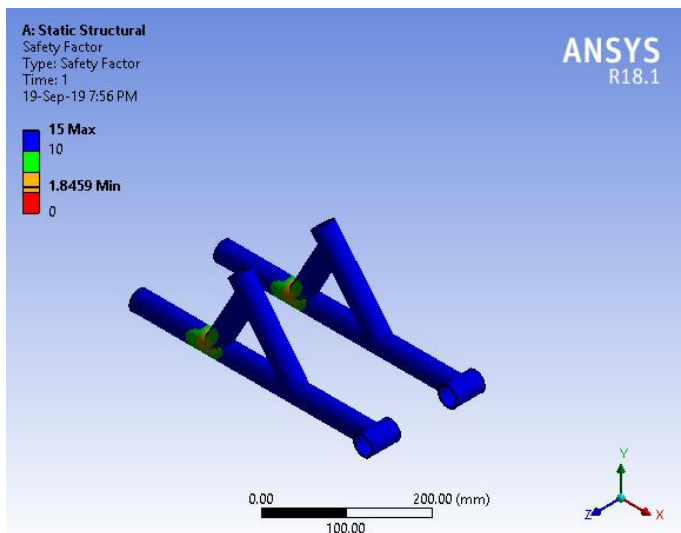 A: Static Structural
Safety Factor
Type: Safety Factor
Time: 1
19-Sep-19 7:56 PM
ANSYS
R18.1
15 Max
10
1.8459 Min
0
Y
Z
X
0.00
200.00 (mm)
100.00